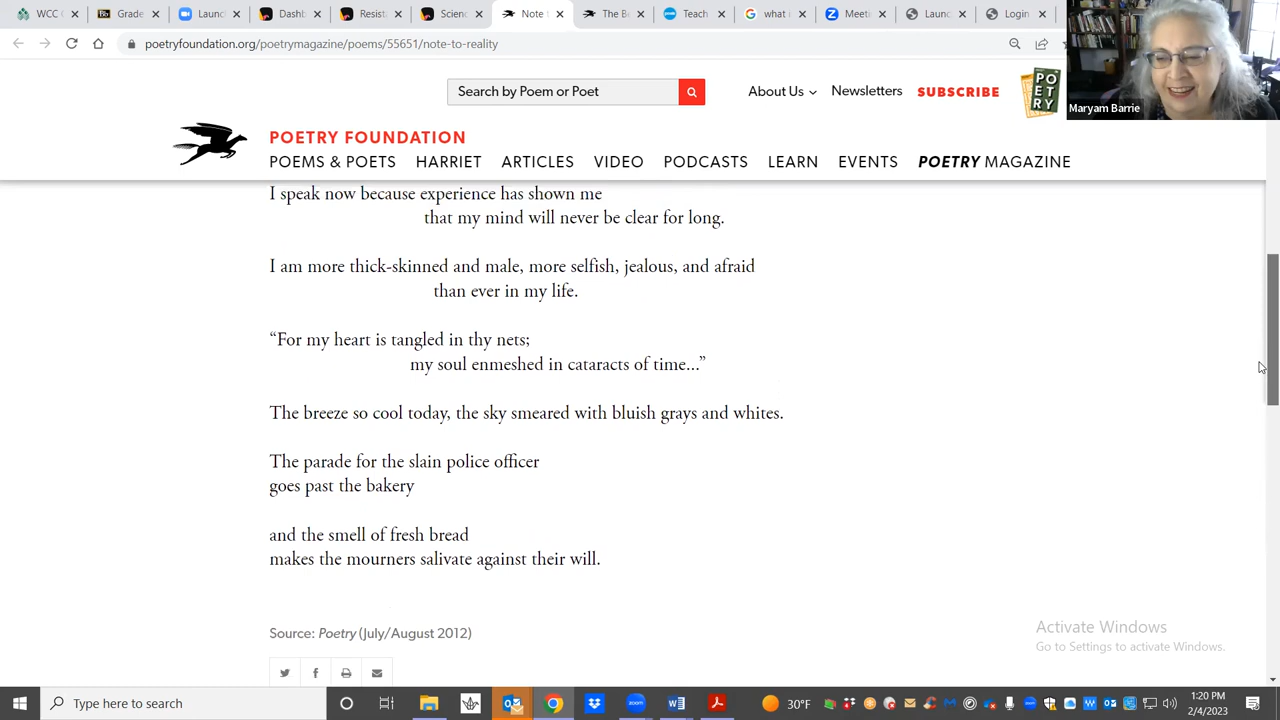 WCC G
Grade
Launc
Dashb
Resist
Scienc
Note t
The Be
Teach
what i
Meeti
Launc
Login
poetryfoundation.org/poetrymagazine/poems/55651/note-to-reality
Search by Poem or Poet
About Us
Newsletters
SUBSCRIBE
POETRY
Maryam Barrie
POETRY FOUNDATION
POEMS & POETS
HARRIET
ARTICLES
VIDEO
PODCASTS
LEARN
EVENTS
POETRY MAGAZINE
I speak now because experience has shown me
that my mind will never be clear for long.
I am more thick-skinned and male, more selfish, jealous, and afraid
than ever in my life.
“For my heart is tangled in thy nets;
my soul enmeshed in cataracts of time...”
The breeze so cool today, the sky smeared with bluish grays and whites.
The parade for the slain police officer
goes past the bakery
and the smell of fresh bread
makes the mourners salivate against their will.
Source: Poetry (July/August 2012)
Activate Windows
Go to Settings to activate Windows.
Type here to search
30°F
1:20 PM
2/4/2023